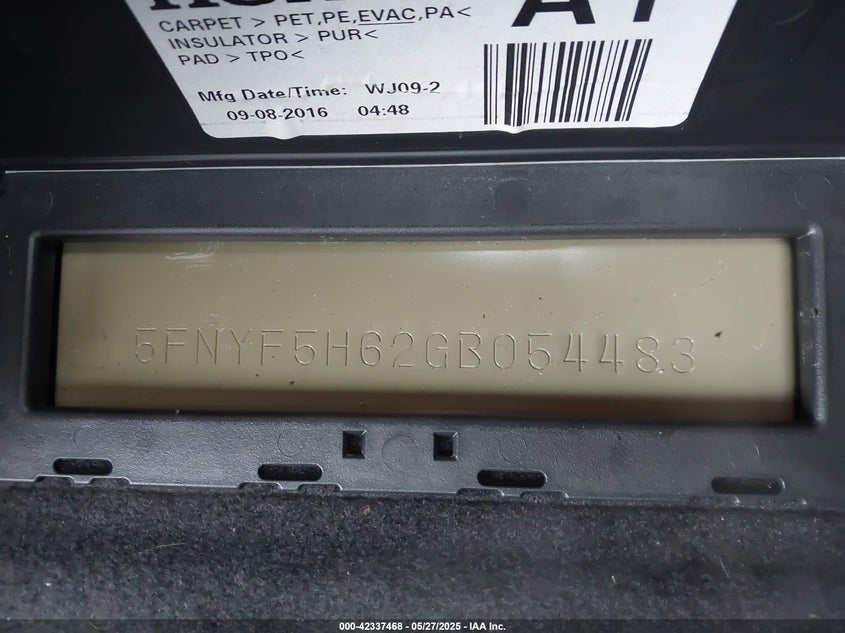 CARPET > PET,PE,EVAC,PA<
INSULATOR > PUR<
PAD > TPO<
Mfg Date/Time: WJ09-2
09-08-2016 04:48
5FNYF5H62GB054483
000-42337468 — 05/27/2025 — IAA Inc.